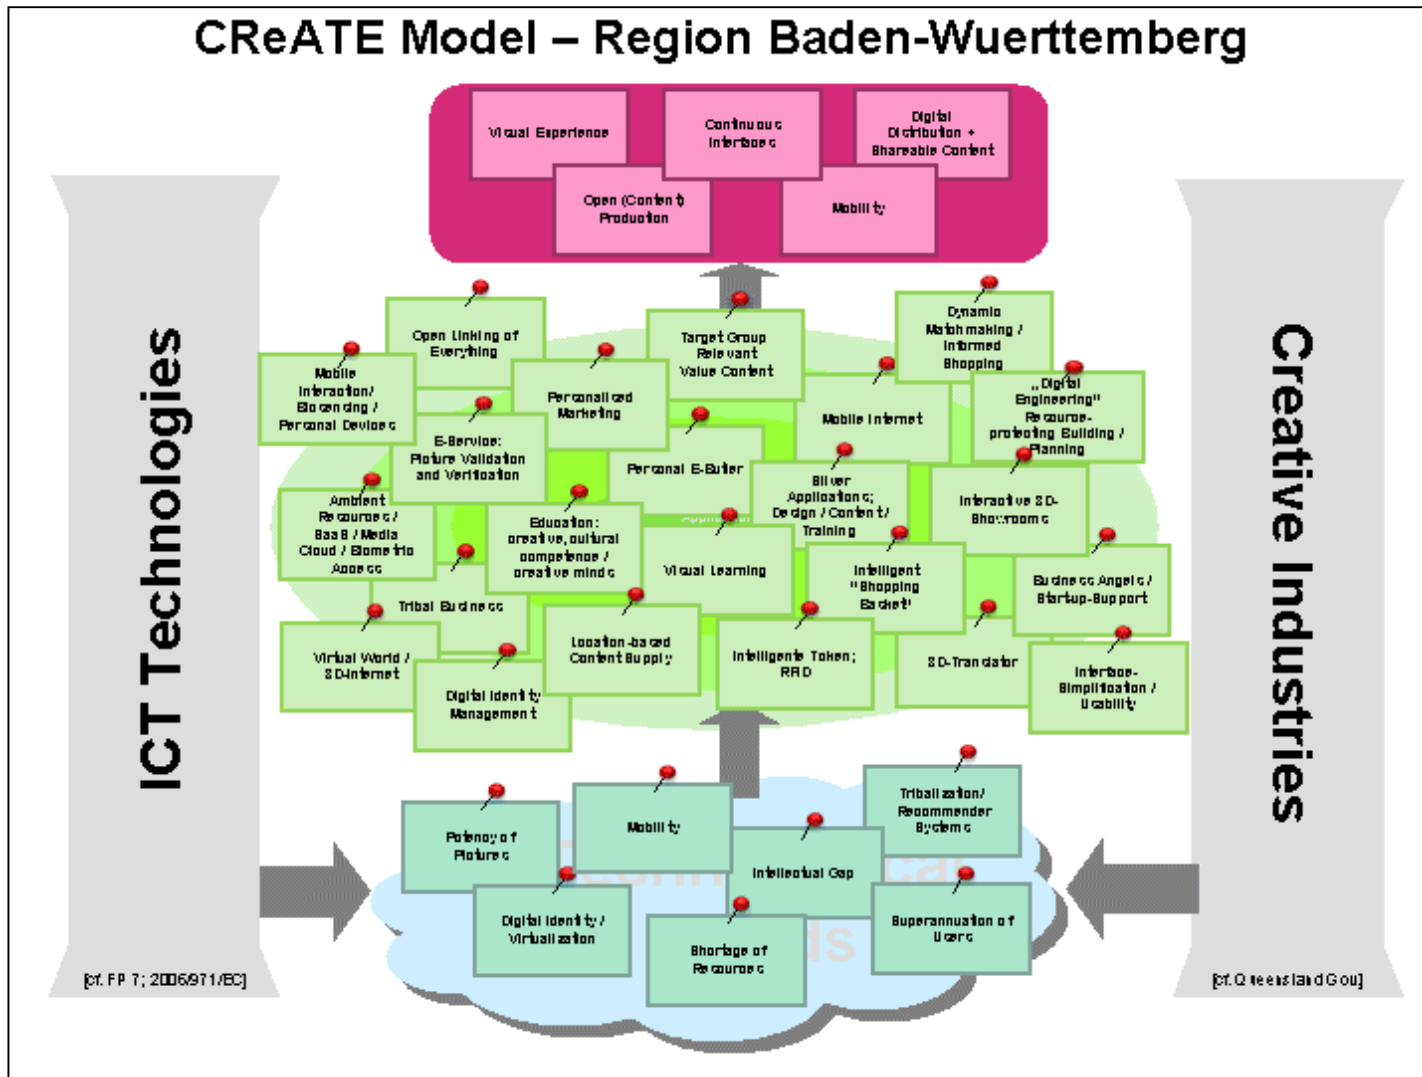 CReATE Model – Region Baden-Wuerttemberg
Visual Experience
Continuous
Interfaces
Digital
Distribution +
Shareable Content
Open (Content)
Production
Mobility
ICT Technologies
[cf. FP 7; 2006/971/EC]
Creative Industries
[cf. Queensland Gou]
Open Linking of
Everything
Target Group
Relevant
Value Content
Dynamic
Matchmaking /
Informed
Shopping
Mobile
Interaction/
Biosensing /
Personal Devices
Personalised
Marketing
Mobile Internet
„Digital
Engineering“
Resource-
protecting Building /
Planning
E-Service:
Picture Validation
and Verification
Personal E-Butler
Silver
Applications;
Design / Content /
Training
Interactive 3D-
Showrooms
Ambient
Resources /
SaaS / Media
Cloud / Biometric
Access
Education:
creative, cultural
competence /
creative minds
Visual Learning
Intelligent
"Shopping
Basket"
Business Angels /
Startup-Support
Tribal Business
Virtual World /
3D-Internet
Digital Identity
Management
Location-based
Content Supply
Intelligente Token;
RFID
3D-Translator
Interface-
Simplification /
Usability
Potency of
Pictures
Mobility
Tribalization/
Recommender
Systems
Intellectual Gap
Digital Identity /
Virtualization
Shortage of
Resources
Superannuation of
Users